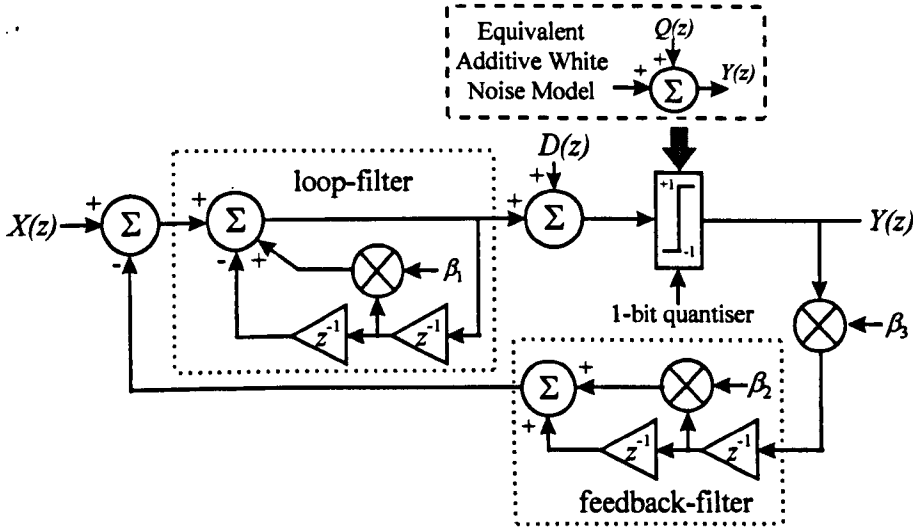 Equivalent
Additive White
Noise Model
Q(z)
+
+
Σ
Y(z)
D(z)
loop-filter
X(z)
+
Σ
-
+
Σ
-
+
+
+
Σ
+1
-1
Y(z)
β1
z⁻¹
z⁻¹
1-bit quantiser
β3
Σ
+
+
β2
z⁻¹
z⁻¹
feedback-filter